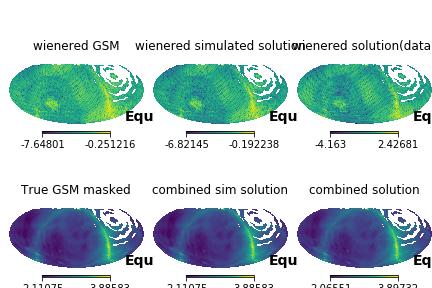 wienered GSM
wienered simulated solution
wienered solution(data
Equ
Equ
Equ
-7.64801
-0.251216
-6.82145
-0.192238
-4.163
2.42681
True GSM masked
combined sim solution
combined solution
Equ
Equ
Equ
2.11075
3.88583
2.11075
3.88583
2.06551
3.89732